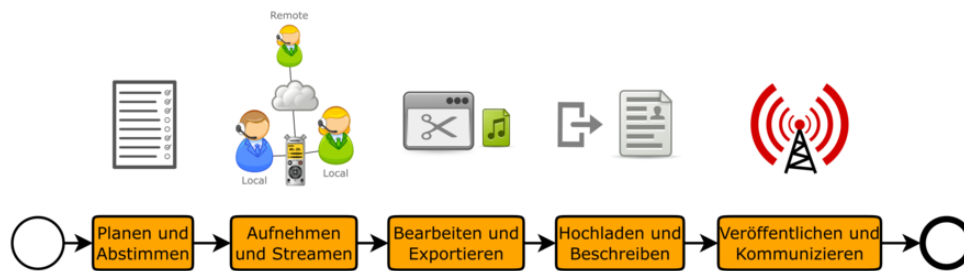 Remote
Local
Local
Planen und
Abstimmen
Aufnehmen
und Streamen
Bearbeiten und
Exportieren
Hochladen und
Beschreiben
Veröffentlichen und
Kommunizieren